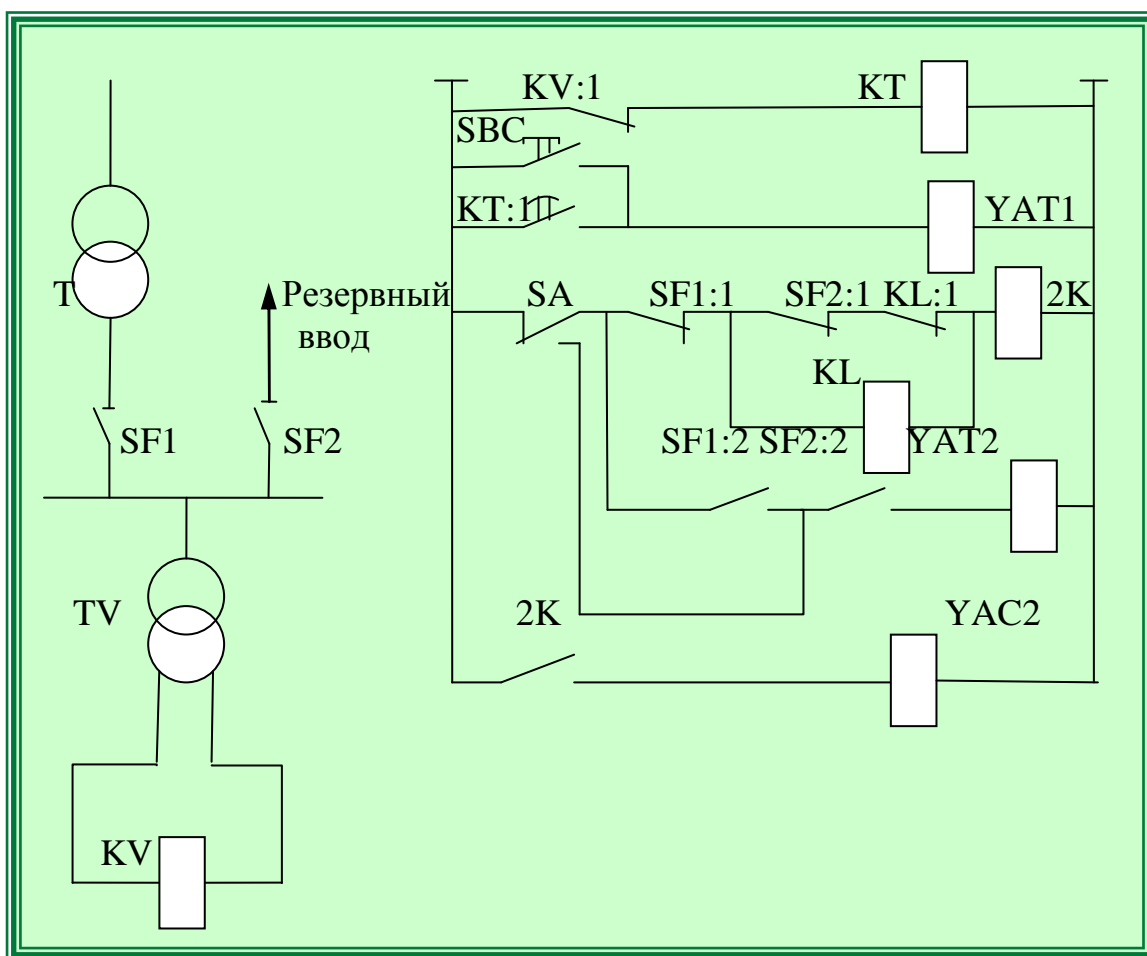 KV:1
KT
SBC
KT:1
YAT1
T
Резервный
ввод
SA
SF1:1
SF2:1
KL:1
2K
KL
SF1
SF2
SF1:2
SF2:2
YAT2
TV
2K
YAC2
KV